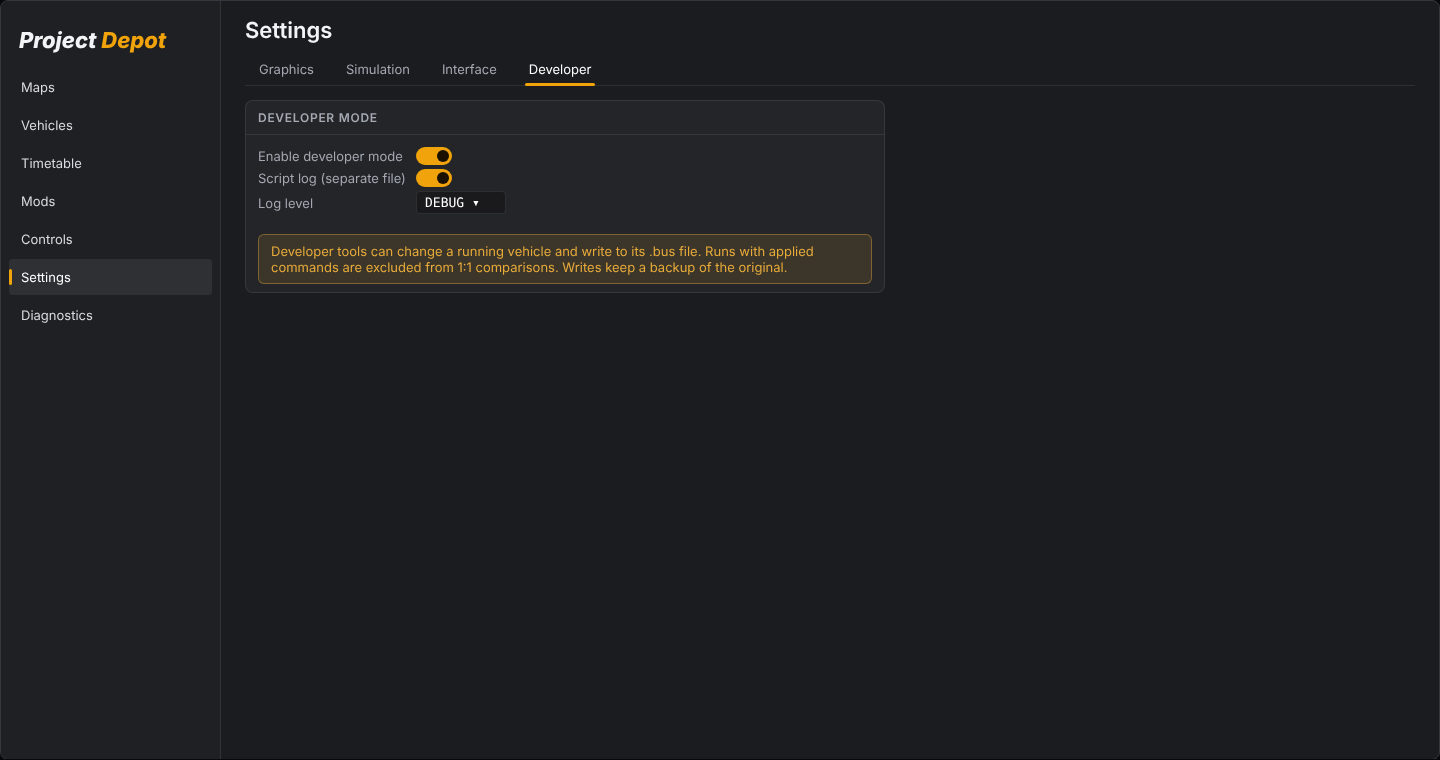 Project Depot
Maps
Vehicles
Timetable
Mods
Controls
Settings
Diagnostics
Settings
Graphics
Simulation
Interface
Developer
DEVELOPER MODE
Enable developer mode
Script log (separate file)
Log level
DEBUG ▾
Developer tools can change a running vehicle and write to its .bus file. Runs with applied
commands are excluded from 1:1 comparisons. Writes keep a backup of the original.